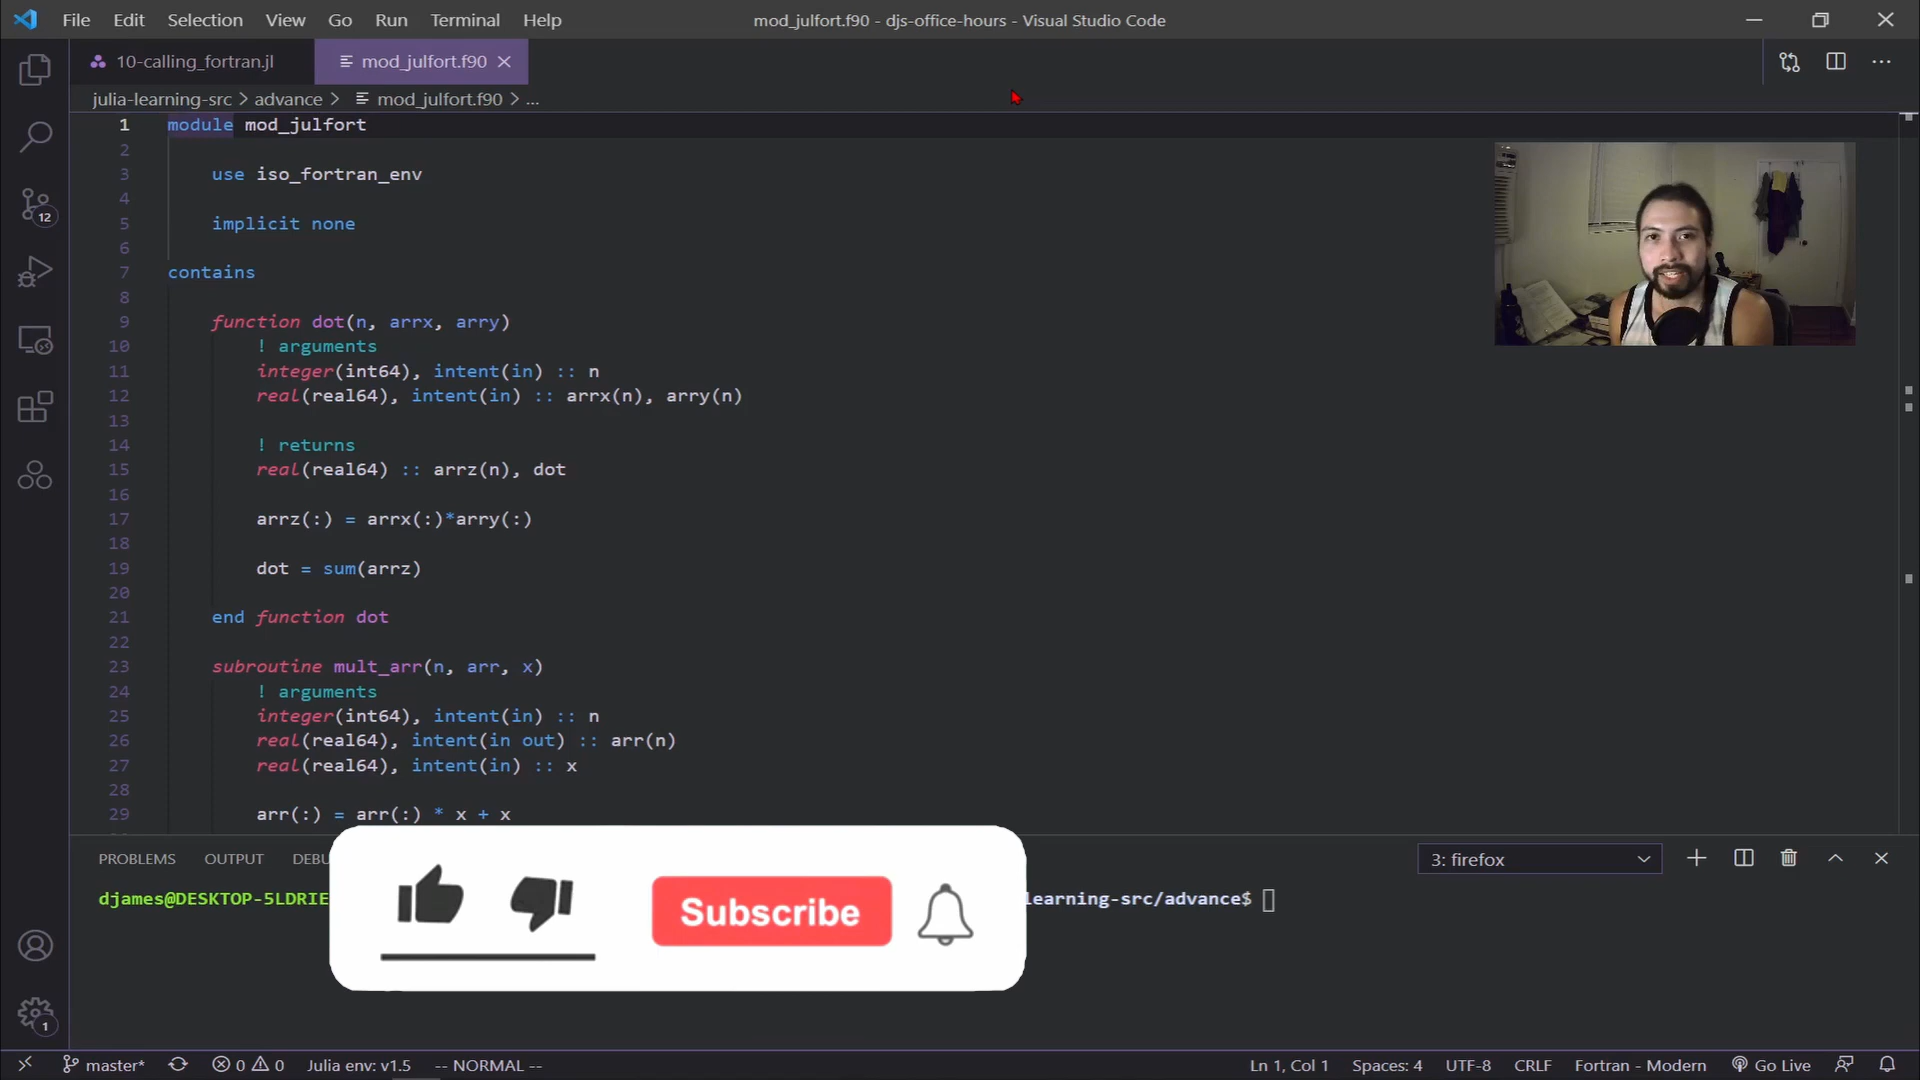 File Edit Selection View Go Run Terminal Help
mod_julfort.f90 - djs-office-hours - Visual Studio Code
10-calling_fortran.jl
mod_julfort.f90
julia-learning-src > advance > mod_julfort.f90 > ...
1 module mod_julfort
2
3 use iso_fortran_env
4
5 implicit none
6
7 contains
8
9 function dot(n, arrx, arry)
10 ! arguments
11 integer(int64), intent(in) :: n
12 real(real64), intent(in) :: arrx(n), arry(n)
13
14 ! returns
15 real(real64) :: arrz(n), dot
16
17 arrz(:) = arrx(:)*arry(:)
18
19 dot = sum(arrz)
20
21 end function dot
22
23 subroutine mult_arr(n, arr, x)
24 ! arguments
25 integer(int64), intent(in) :: n
26 real(real64), intent(in out) :: arr(n)
27 real(real64), intent(in) :: x
28
29 arr(:) = arr(:) * x + x
12
PROBLEMS OUTPUT DEBU
3: firefox
djames@DESKTOP-5LDRIE
learning-src/advance$
Subscribe
1
master* 0 0 Julia env: v1.5 -- NORMAL --
Ln 1, Col 1 Spaces: 4 UTF-8 CRLF Fortran - Modern Go Live